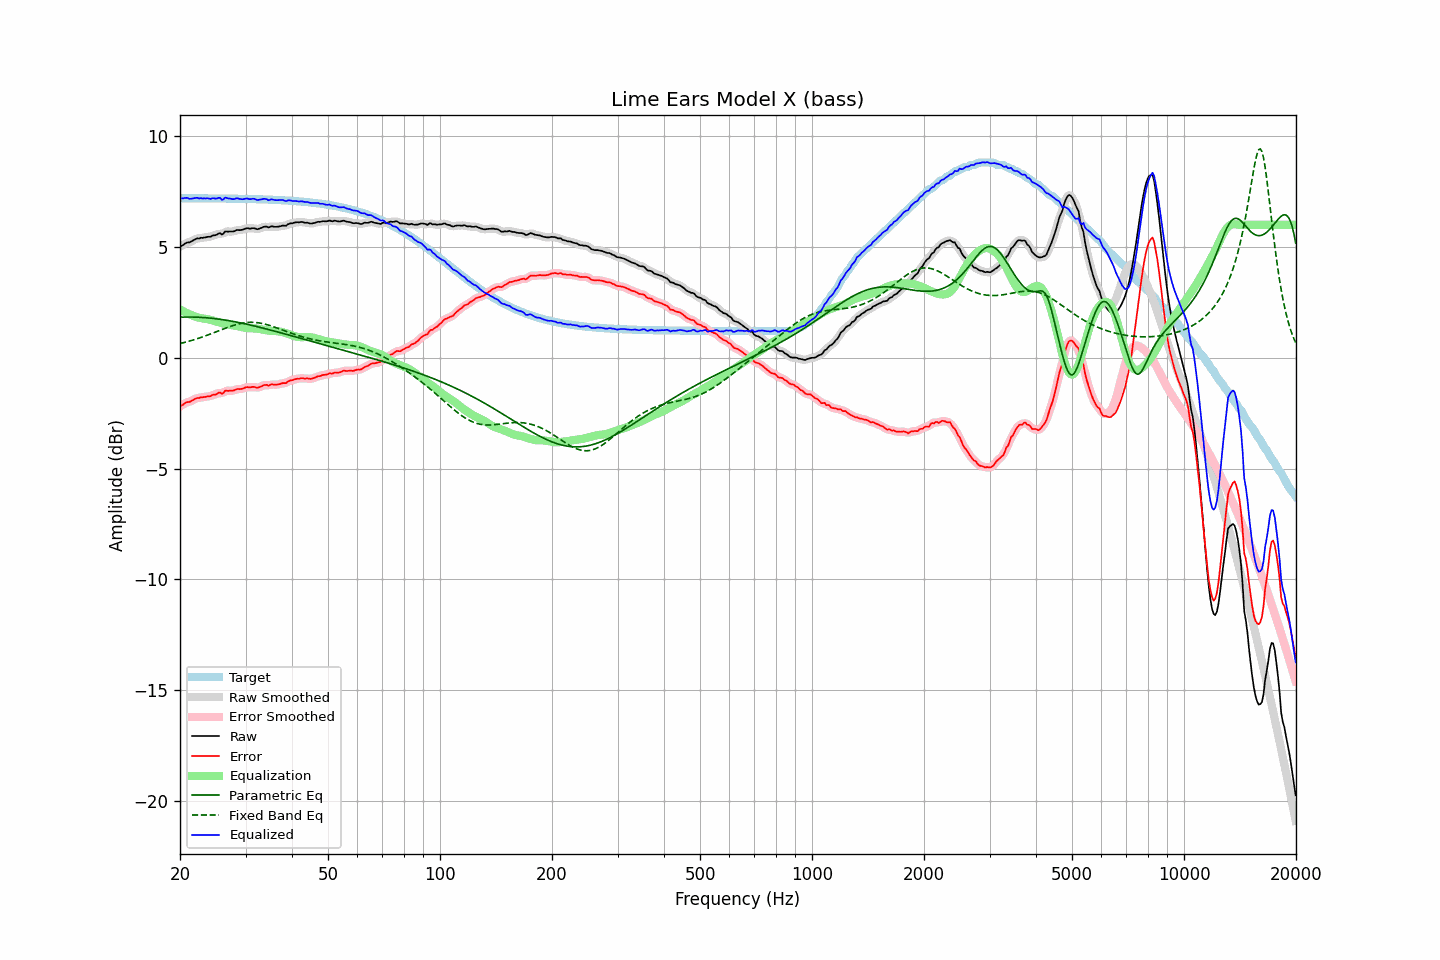 Lime Ears Model X (bass)
10
5
0
−5
−10
−15
−20
Amplitude (dBr)
Target
Raw Smoothed
Error Smoothed
Raw
Error
Equalization
Parametric Eq
Fixed Band Eq
Equalized
20 50 100 200 500 1000 2000 5000 10000 20000
Frequency (Hz)